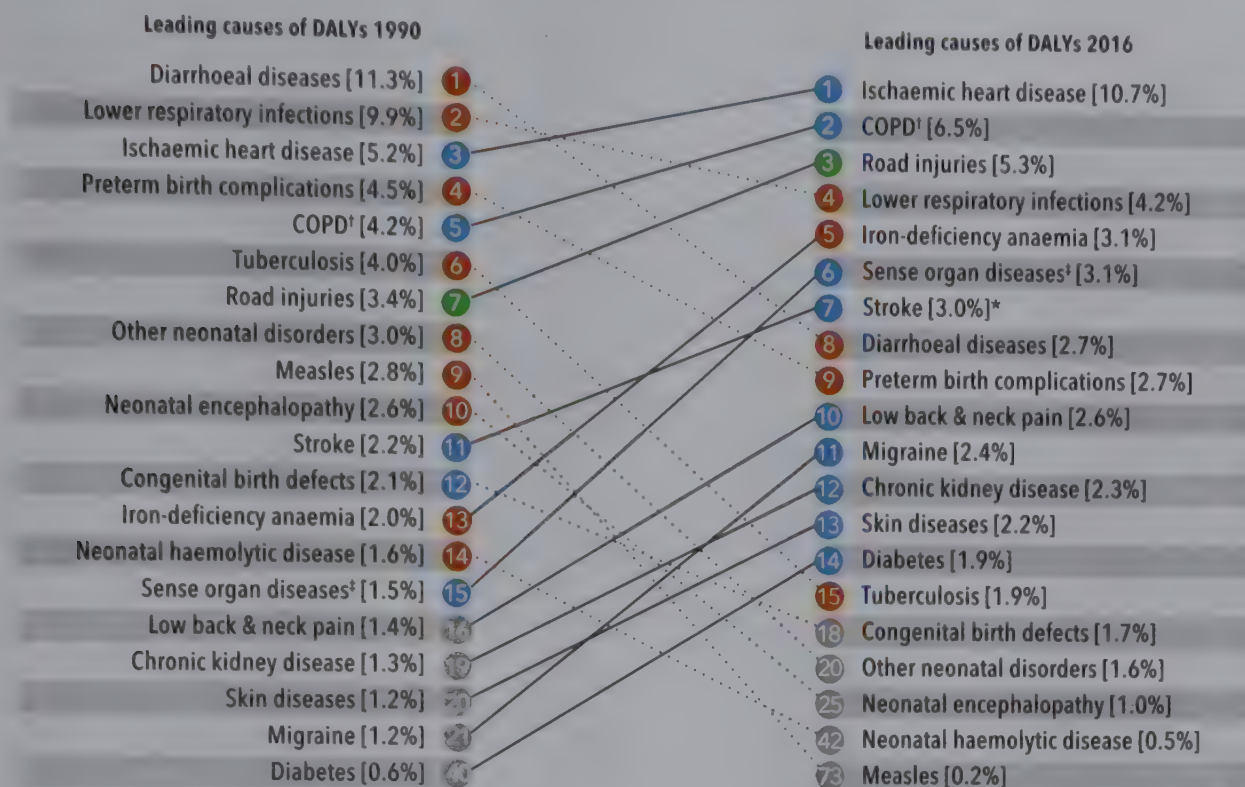 Leading causes of DALYs 1990
Diarrhoeal diseases [11.3%] 1
Lower respiratory infections [9.9%] 2
Ischaemic heart disease [5.2%] 3
Preterm birth complications [4.5%] 4
COPD† [4.2%] 5
Tuberculosis [4.0%] 6
Road injuries [3.4%] 7
Other neonatal disorders [3.0%] 8
Measles [2.8%] 9
Neonatal encephalopathy [2.6%] 10
Stroke [2.2%] 11
Congenital birth defects [2.1%] 12
Iron-deficiency anaemia [2.0%] 13
Neonatal haemolytic disease [1.6%] 14
Sense organ diseases‡ [1.5%] 15
Low back & neck pain [1.4%] 16
Chronic kidney disease [1.3%] 19
Skin diseases [1.2%]
Migraine [1.2%]
Diabetes [0.6%]
Leading causes of DALYs 2016
1 Ischaemic heart disease [10.7%]
2 COPD† [6.5%]
3 Road injuries [5.3%]
4 Lower respiratory infections [4.2%]
5 Iron-deficiency anaemia [3.1%]
6 Sense organ diseases‡ [3.1%]
7 Stroke [3.0%]*
8 Diarrhoeal diseases [2.7%]
9 Preterm birth complications [2.7%]
10 Low back & neck pain [2.6%]
11 Migraine [2.4%]
12 Chronic kidney disease [2.3%]
13 Skin diseases [2.2%]
14 Diabetes [1.9%]
15 Tuberculosis [1.9%]
18 Congenital birth defects [1.7%]
20 Other neonatal disorders [1.6%]
25 Neonatal encephalopathy [1.0%]
42 Neonatal haemolytic disease [0.5%]
73 Measles [0.2%]